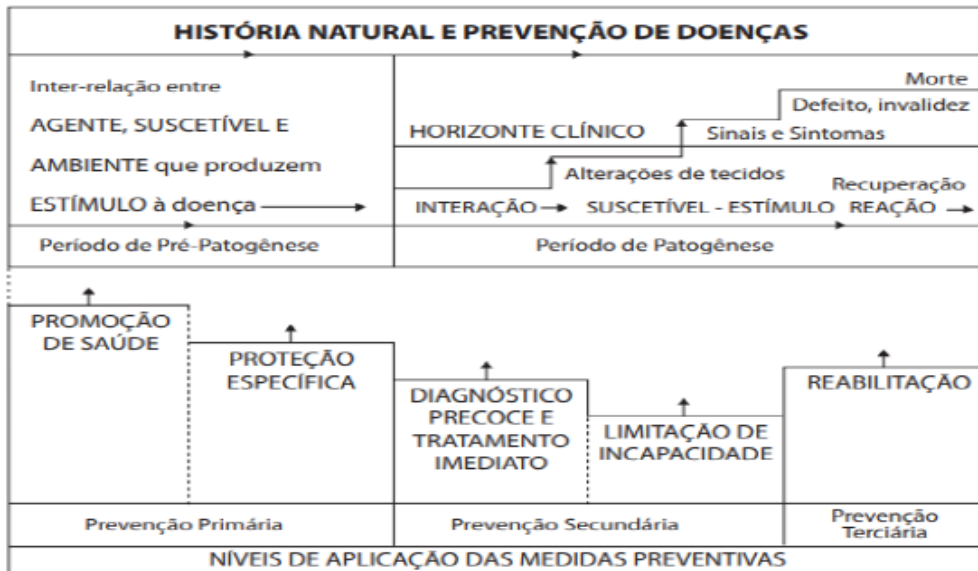 HISTÓRIA NATURAL E PREVENÇÃO DE DOENÇAS
Inter-relação entre
AGENTE, SUSCETÍVEL E
AMBIENTE que produzem
ESTÍMULO à doença
Morte
Defeito, invalidez
HORIZONTE CLÍNICO
Sinais e Sintomas
Alterações de tecidos
Recuperação
INTERAÇÃO
SUSCETÍVEL - ESTÍMULO
REAÇÃO
Período de Pré-Patogênese
Período de Patogênese
PROMOÇÃO
DE SAÚDE
PROTEÇÃO
ESPECÍFICA
DIAGNÓSTICO
PRECOCE E
TRATAMENTO
IMEDIATO
LIMITAÇÃO DE
INCAPACIDADE
REABILITAÇÃO
Prevenção Primária
Prevenção Secundária
Prevenção
Terciária
NÍVEIS DE APLICAÇÃO DAS MEDIDAS PREVENTIVAS